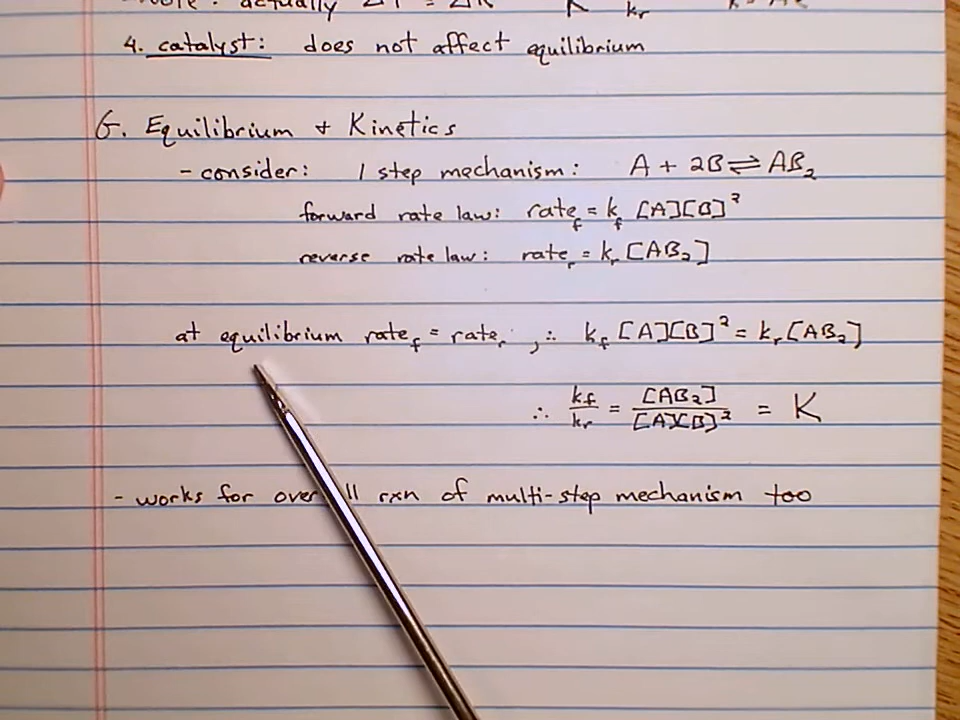 actually
4. catalyst: does not affect equilibrium
G. Equilibrium + Kinetics
- consider: 1 step mechanism: A + 2B ⇌ AB₂
forward rate law: rate_f = k_f [A][B]²
reverse rate law: rate_r = k_r [AB₂]
at equilibrium rate_f = rate_r ; ∴ k_f [A][B]² = k_r [AB₂]
∴ k_f/k_r = [AB₂]/[A][B]² = K
- works for overall rxn of multi-step mechanism too